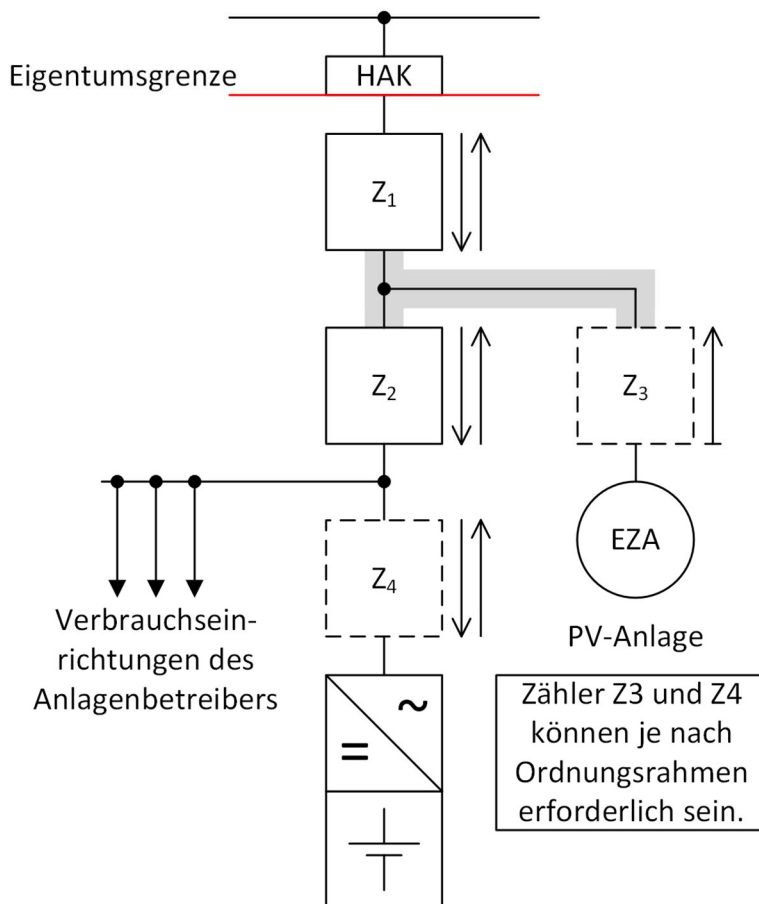 Eigentumsgrenze
HAK
Z₁
Z₂
Z₃
EZA
Z₄
Verbrauchsein-
richtungen des
Anlagenbetreibers
PV-Anlage
~
=
Zähler Z3 und Z4
können je nach
Ordnungsrahmen
erforderlich sein.